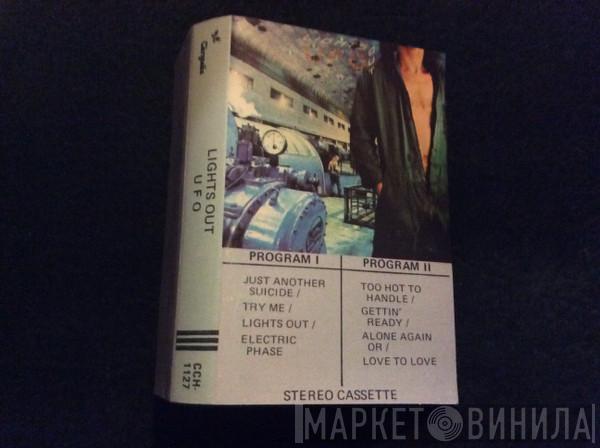 Chrysalis
LIGHTS OUT
UFO
CCH-
1127
PROGRAM I
JUST ANOTHER
SUICIDE /
TRY ME /
LIGHTS OUT /
ELECTRIC
PHASE
PROGRAM II
TOO HOT TO
HANDLE /
GETTIN'
READY /
ALONE AGAIN
OR /
LOVE TO LOVE
STEREO CASSETTE
МАРКЕТ ВИНИЛА